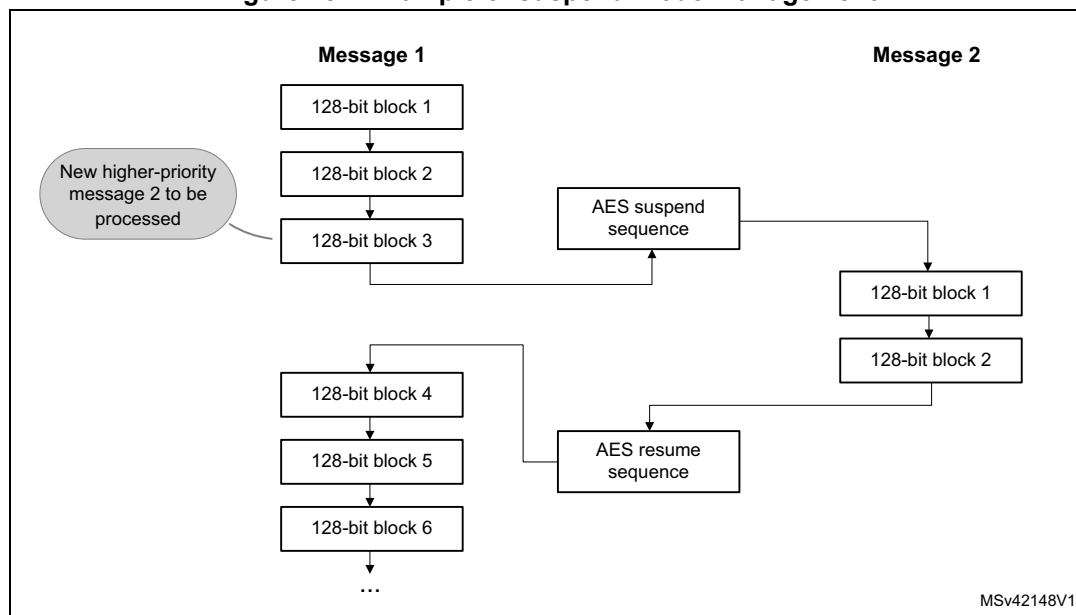 Message 1
Message 2
128-bit block 1
128-bit block 2
128-bit block 3
New higher-priority
message 2 to be
processed
AES suspend
sequence
128-bit block 1
128-bit block 2
AES resume
sequence
128-bit block 4
128-bit block 5
128-bit block 6
...
MSv42148V1